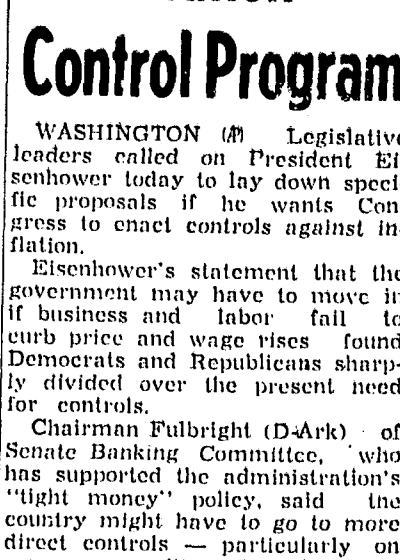 Control Program
WASHINGTON (AP) Legislative
leaders called on President Ei
senhower today to lay down speci
fic proposals if he wants Con
gress to enact controls against in
flation.
Eisenhower's statement that the
government may have to move in
if business and labor fail to
curb price and wage rises found
Democrats and Republicans sharp-
ly divided over the present need
for controls.
Chairman Fulbright (D-Ark) of
Senate Banking Committee, who
has supported the administration's
"tight money" policy, said the
country might have to go to more
direct controls — particularly on